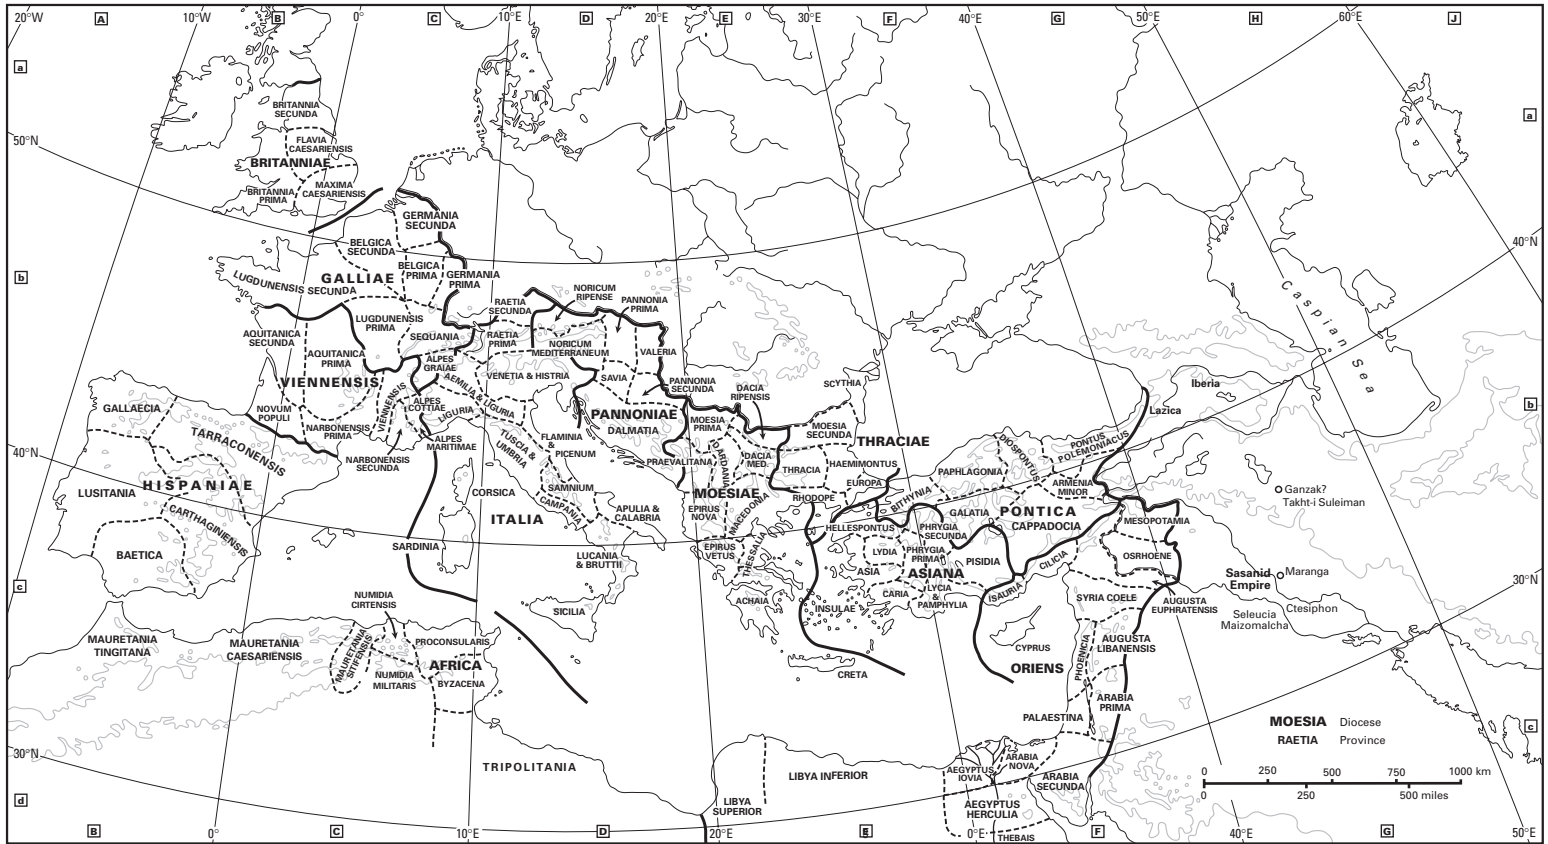 20°W
A
10°W
B
0°
C
10°E
D
20°E
E
30°E
F
40°E
G
50°E
H
60°E
J
a
a
50°N
BRITANNIA
SECUNDA
FLAVIA
CAESARIENSIS
BRITANNIAE
MAXIMA
CAESARIENSIS
BRITANNIA
PRIMA
GERMANIA
SECUNDA
BELGICA
SECUNDA
BELGICA
PRIMA
GALLIAE
GERMANIA
PRIMA
LUGDUNENSIS SECUNDA
b
40°N
Caspian Sea
NORICUM
RIPENSE
PANNONIA
PRIMA
RAETIA
SECUNDA
LUGDUNENSIS
PRIMA
SEQUANIA
RAETIA
PRIMA
NORICUM
MEDITERRANEUM
VALERIA
AQUITANICA
SECUNDA
AQUITANICA
PRIMA
ALPES
GRAIAE
VENETIA & HISTRIA
SAVIA
PANNONIA
SECUNDA
DACIA
RIPENSIS
SCYTHIA
VIENNENSIS
VIENNENSIS
AEMILIA & LIGURIA
ALPES
COTTIAE
LIGURIA
Iberia
Lazica
b
GALLAECIA
NOVUM
POPULI
NARBONENSIS
PRIMA
ALPES
MARITIMAE
NARBONENSIS
SECUNDA
TUSCIA &
UMBRIA
FLAMINIA
&
PICENUM
PANNONIAE
DALMATIA
MOESIA
PRIMA
MOESIA
SECUNDA
THRACIAE
DIOSPONTUS
PONTUS
POLEMONIACUS
TARRACONENSIS
40°N
PRAEVALITANA
DARDANIA
DACIA
MED.
THRACIA
HAEMIMONTUS
EUROPA
PAPHLAGONIA
ARMENIA
MINOR
HISPANIAE
LUSITANIA
CORSICA
SAMNIUM
CAMPANIA
MOESIAE
RHODOPE
BITHYNIA
GALATIA
PONTICA
CAPPADOCIA
Ganzak?
Takht-i Suleiman
CARTHAGINIENSIS
ITALIA
APULIA &
CALABRIA
EPIRUS
NOVA
MACEDONIA
HELLESPONTUS
PHRYGIA
SECUNDA
MESOPOTAMIA
BAETICA
SARDINIA
LUCANIA
& BRUTTII
EPIRUS
VETUS
THESSALIA
LYDIA
PHRYGIA
PRIMA
PISIDIA
CILICIA
OSRHOENE
ASIA
ASIANA
Sasanid
Empire
Maranga
30°N
c
ACHAIA
CARIA
LYCIA
&
PAMPHYLIA
ISAURIA
SYRIA COELE
AUGUSTA
EUPHRATENSIS
Seleucia
Maizomalcha
Ctesiphon
NUMIDIA
CIRTENSIS
SICILIA
INSULAE
MAURETANIA
TINGITANA
MAURETANIA
CAESARIENSIS
MAURETANIA
SITIFENSIS
PROCONSULARIS
AFRICA
NUMIDIA
MILITARIS
BYZACENA
CRETA
CYPRUS
ORIENS
PHOENICIA
AUGUSTA
LIBANENSIS
ARABIA
PRIMA
PALAESTINA
MOESIA Diocese
RAETIA Province
c
30°N
TRIPOLITANIA
LIBYA INFERIOR
LIBYA
SUPERIOR
AEGYPTUS
IOVIA
ARABIA
NOVA
ARABIA
SECUNDA
AEGYPTUS
HERCULIA
THEBAIS
0 250 500 750 1000 km
0 250 500 miles
d
B
0°
C
10°E
D
20°E
E
0°E
F
40°E
G
50°E